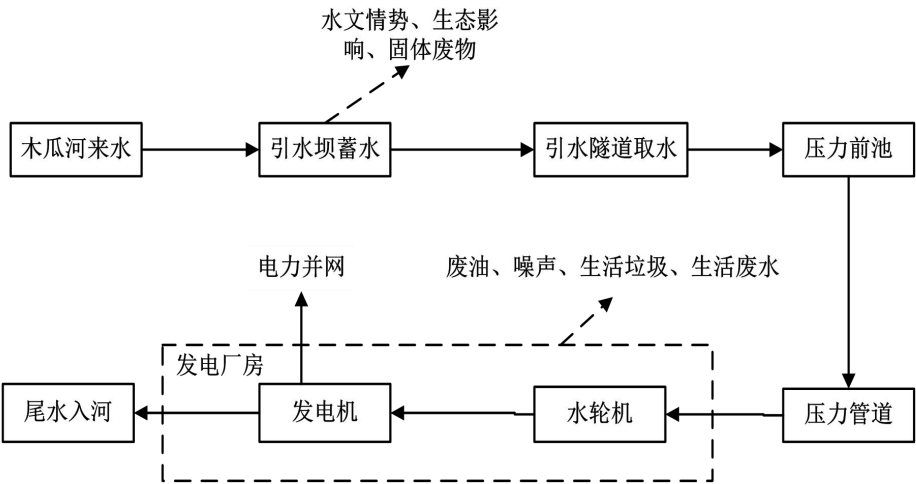 水文情势、生态影
响、固体废物
木瓜河来水
引水坝蓄水
引水隧道取水
压力前池
电力并网
废油、噪声、生活垃圾、生活废水
发电厂房
尾水入河
发电机
水轮机
压力管道